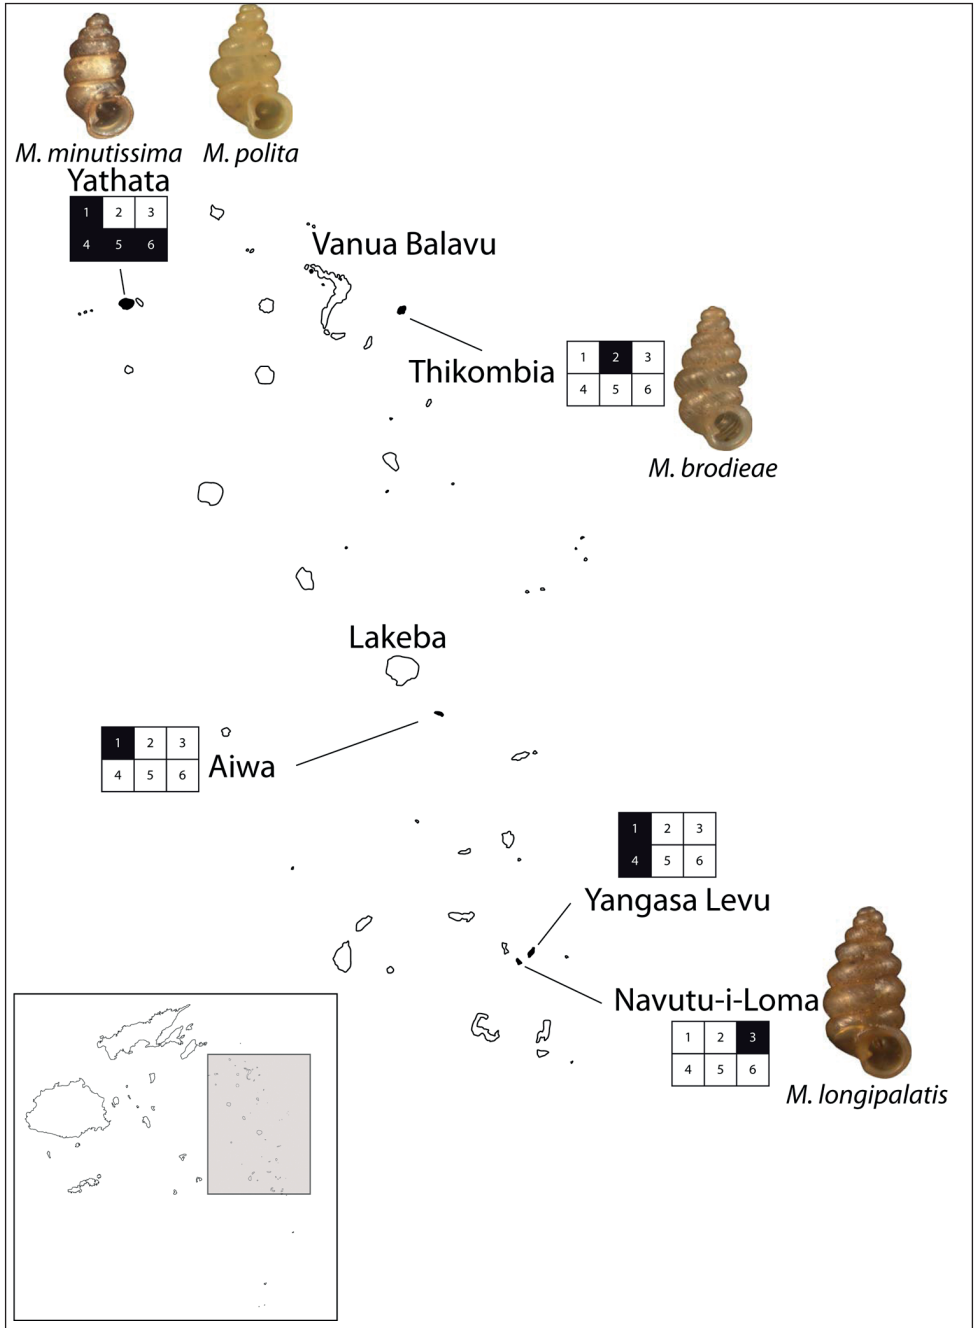 M. minutissima M. polita
Yathata
1 2 3
4 5 6
Vanua Balavu
Thikombia
1 2 3
4 5 6
M. brodieae
Lakeba
1 2 3
4 5 6
Aiwa
1 2 3
4 5 6
Yangasa Levu
Navutu-i-Loma
1 2 3
4 5 6
M. longipalatis